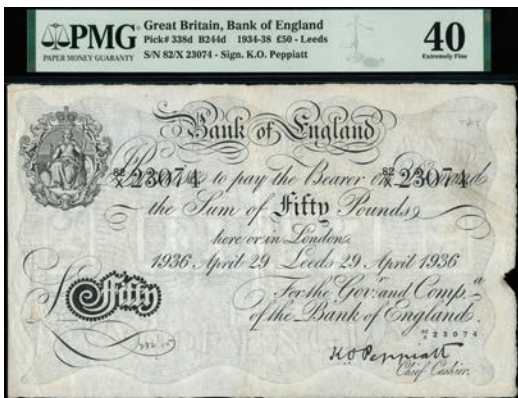 PMG
PAPER MONEY GUARANTY
Great Britain, Bank of England
Pick# 338d B244d 1934-38 £50 - Leeds
S/N 82/X 23074 - Sign. K.O. Peppiatt
40
Extremely Fine
Bank of England
82/X 23074 82/X 23074
Promise to pay the Bearer on Demand
the Sum of Fifty Pounds
here or in London
1936 April 29 Leeds 29 April 1936
For the Govr. and Compa.
of the Bank of England.
£ Fifty
82/X 23074
K.O. Peppiatt
Chief Cashier.